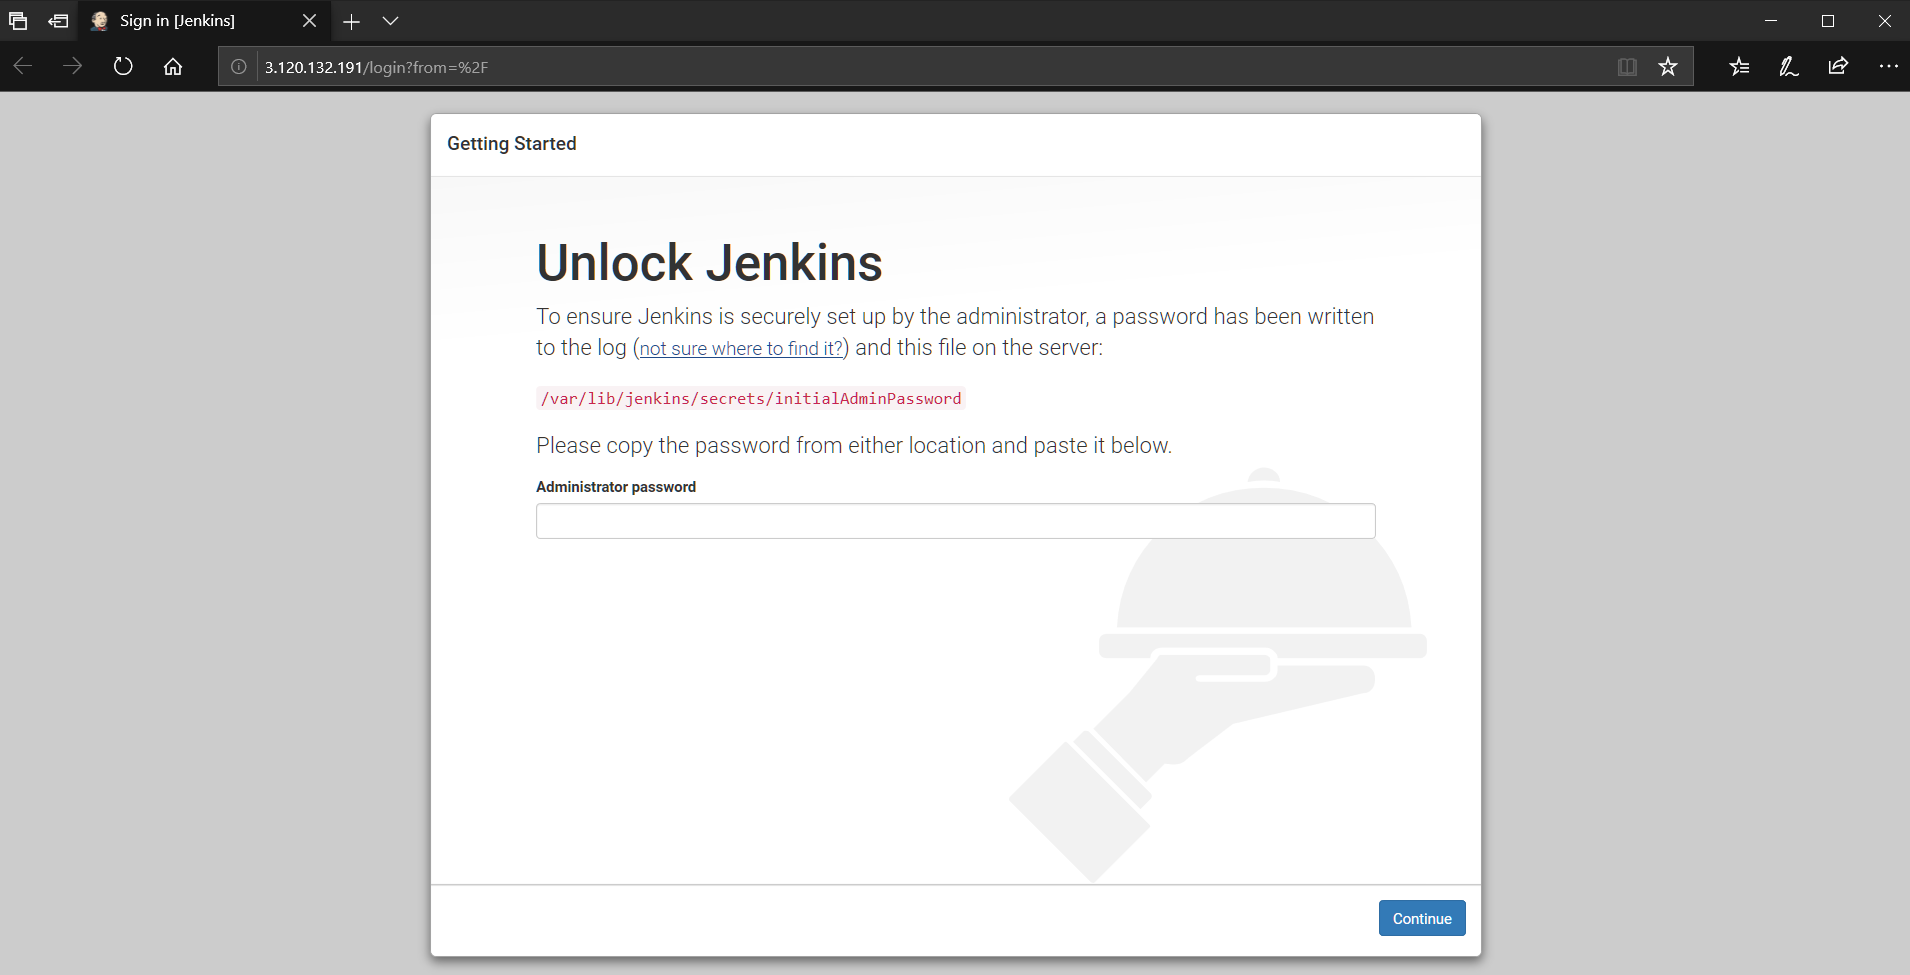 Sign in [Jenkins]
3.120.132.191/login?from=%2F
Getting Started
Unlock Jenkins
To ensure Jenkins is securely set up by the administrator, a password has been written
to the log (not sure where to find it?) and this file on the server:
/var/lib/jenkins/secrets/initialAdminPassword
Please copy the password from either location and paste it below.
Administrator password
Continue